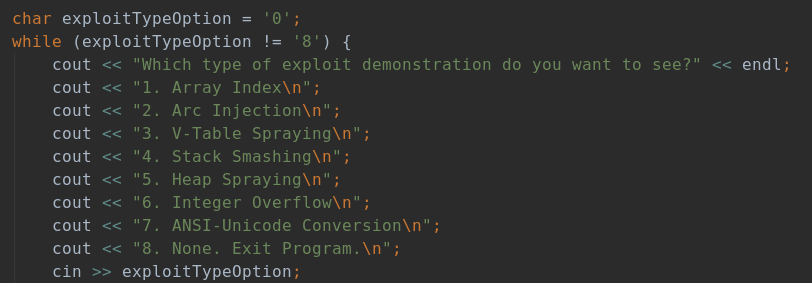 char exploitTypeOption = '0';
while (exploitTypeOption != '8') {
    cout << "Which type of exploit demonstration do you want to see?" << endl;
    cout << "1. Array Index\n";
    cout << "2. Arc Injection\n";
    cout << "3. V-Table Spraying\n";
    cout << "4. Stack Smashing\n";
    cout << "5. Heap Spraying\n";
    cout << "6. Integer Overflow\n";
    cout << "7. ANSI-Unicode Conversion\n";
    cout << "8. None. Exit Program.\n";
    cin >> exploitTypeOption;